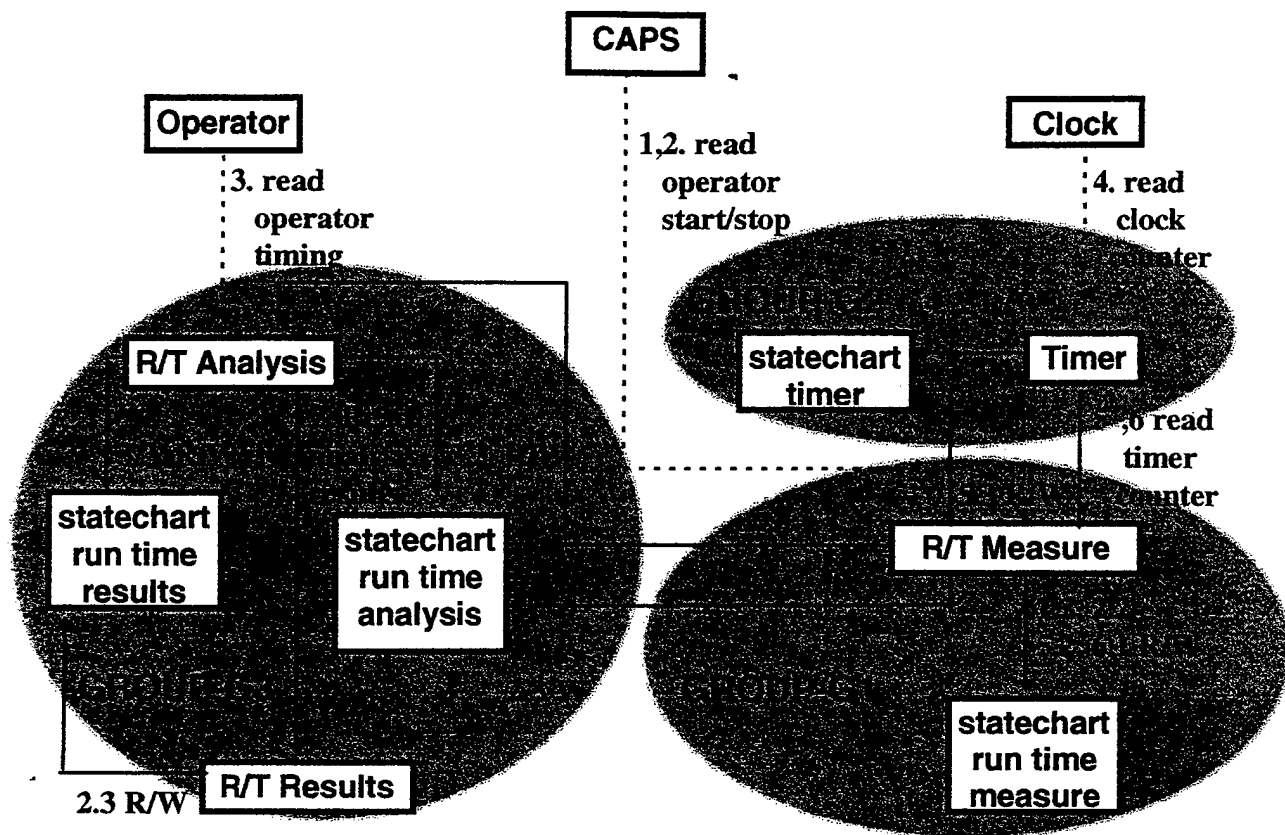 CAPS
Operator
Clock
1,2. read
operator
start/stop
3. read
operator
timing
4. read
clock
R/T Analysis
statechart
timer
Timer
read
timer
statechart
run time
results
statechart
run time
analysis
R/T Measure
statechart
run time
measure
R/T Results
2.3 R/W